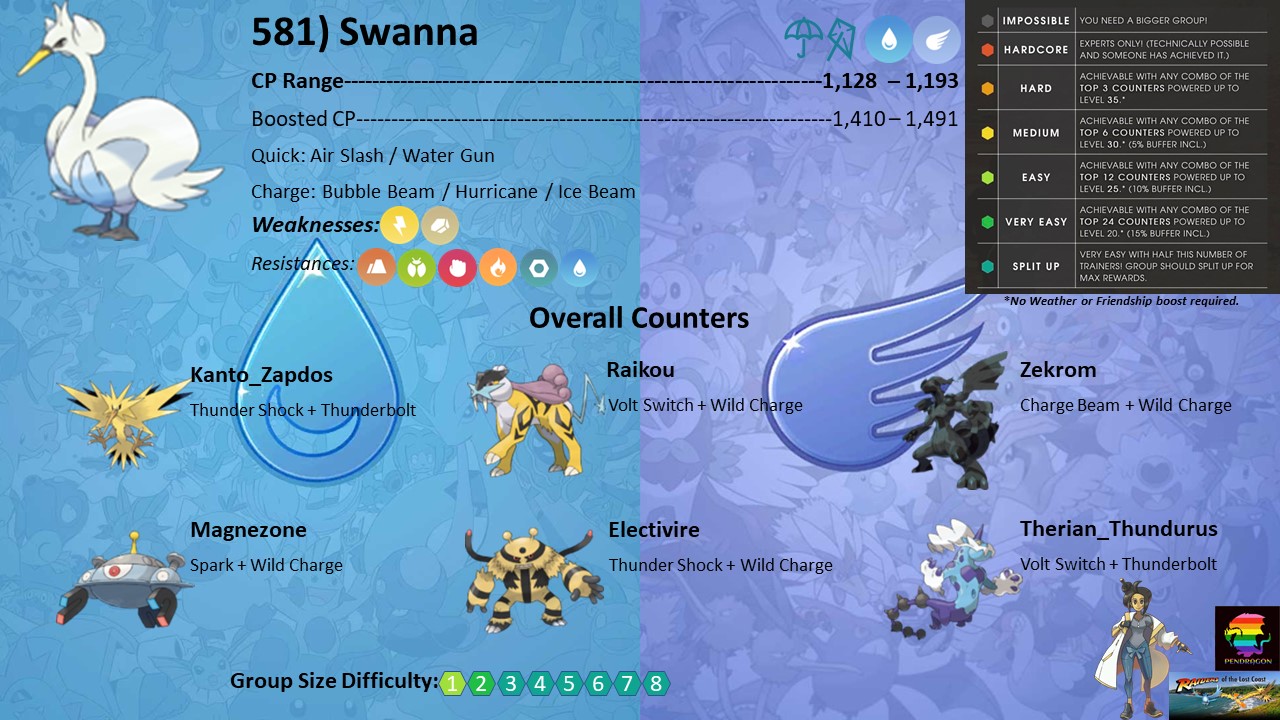 581) Swanna
CP Range--------------------------------------------------------------------1,128 – 1,193
Boosted CP--------------------------------------------------------------------1,410 – 1,491
Quick: Air Slash / Water Gun
Charge: Bubble Beam / Hurricane / Ice Beam
Weaknesses:
Resistances:
IMPOSSIBLE YOU NEED A BIGGER GROUP!
HARDCORE EXPERTS ONLY! (TECHNICALLY POSSIBLE
AND SOMEONE HAS ACHIEVED IT.)
HARD ACHIEVABLE WITH ANY COMBO OF THE
TOP 3 COUNTERS POWERED UP TO
LEVEL 35.*
MEDIUM ACHIEVABLE WITH ANY COMBO OF THE
TOP 6 COUNTERS POWERED UP TO
LEVEL 30.* (5% BUFFER INCL.)
EASY ACHIEVABLE WITH ANY COMBO OF THE
TOP 12 COUNTERS POWERED UP TO
LEVEL 25.* (10% BUFFER INCL.)
VERY EASY ACHIEVABLE WITH ANY COMBO OF THE
TOP 24 COUNTERS POWERED UP TO
LEVEL 20.* (15% BUFFER INCL.)
SPLIT UP VERY EASY WITH HALF THIS NUMBER OF
TRAINERS! GROUP SHOULD SPLIT UP FOR
MAX REWARDS.
*No Weather or Friendship boost required.
Overall Counters
Kanto_Zapdos
Thunder Shock + Thunderbolt
Raikou
Volt Switch + Wild Charge
Zekrom
Charge Beam + Wild Charge
Magnezone
Spark + Wild Charge
Electivire
Thunder Shock + Wild Charge
Therian_Thundurus
Volt Switch + Thunderbolt
Group Size Difficulty: 1 2 3 4 5 6 7 8
PENDRAGON
RAIDERS of the Lost Coast